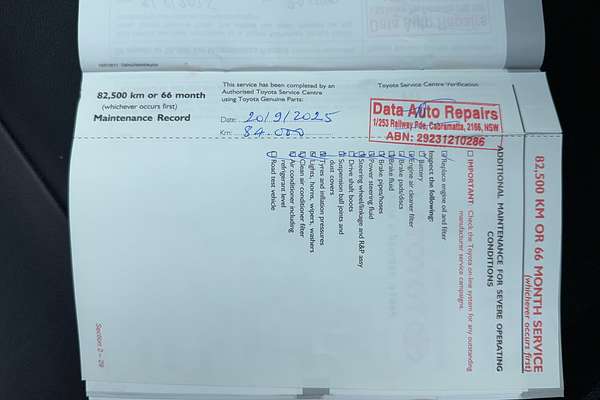 82,500 km or 66 month
(whichever occurs first)
Maintenance Record
This service has been completed by an
Authorised Toyota Service Centre
using Toyota Genuine Parts:
Date: 20/9/2025
Km: 84.000
Toyota Service Centre Verification
Data Auto Repairs
1/253 Railway Pde, Cabramatta, 2166, NSW
ABN: 29231210286
82,500 KM OR 66 MONTH SERVICE
(whichever occurs first)
ADDITIONAL MAINTENANCE FOR SEVERE OPERATING
CONDITIONS
IMPORTANT: Check the Toyota on-line system for any outstanding
manufacturer service campaigns.
Replace engine oil and filter
Inspect the following:
Battery
Engine air cleaner filter
Brake pads/discs
Brake fluid
Brake pipes/hoses
Power steering fluid
Steering wheel/linkage and R&P assy
Drive shaft boots
Suspension ball joints and
dust covers
Tyres and inflation pressures
Lights, horns, wipers, washers
Clean air conditioner filter
Air conditioner including
refrigerant level
Road test vehicle
Section 2 – 29